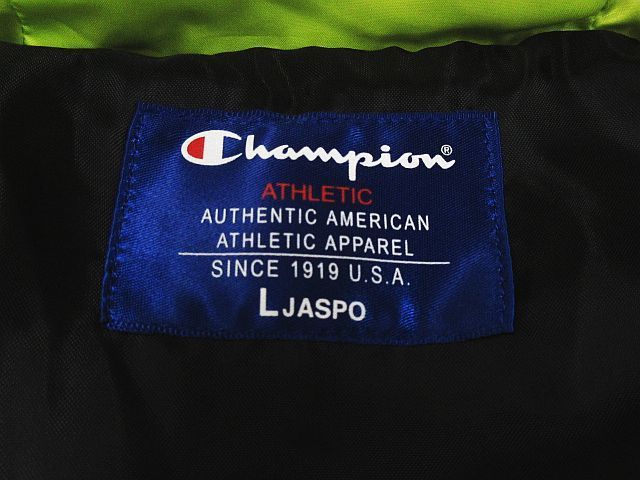 Champion®
ATHLETIC
AUTHENTIC AMERICAN
ATHLETIC APPAREL
SINCE 1919 U.S.A.
L JASPO